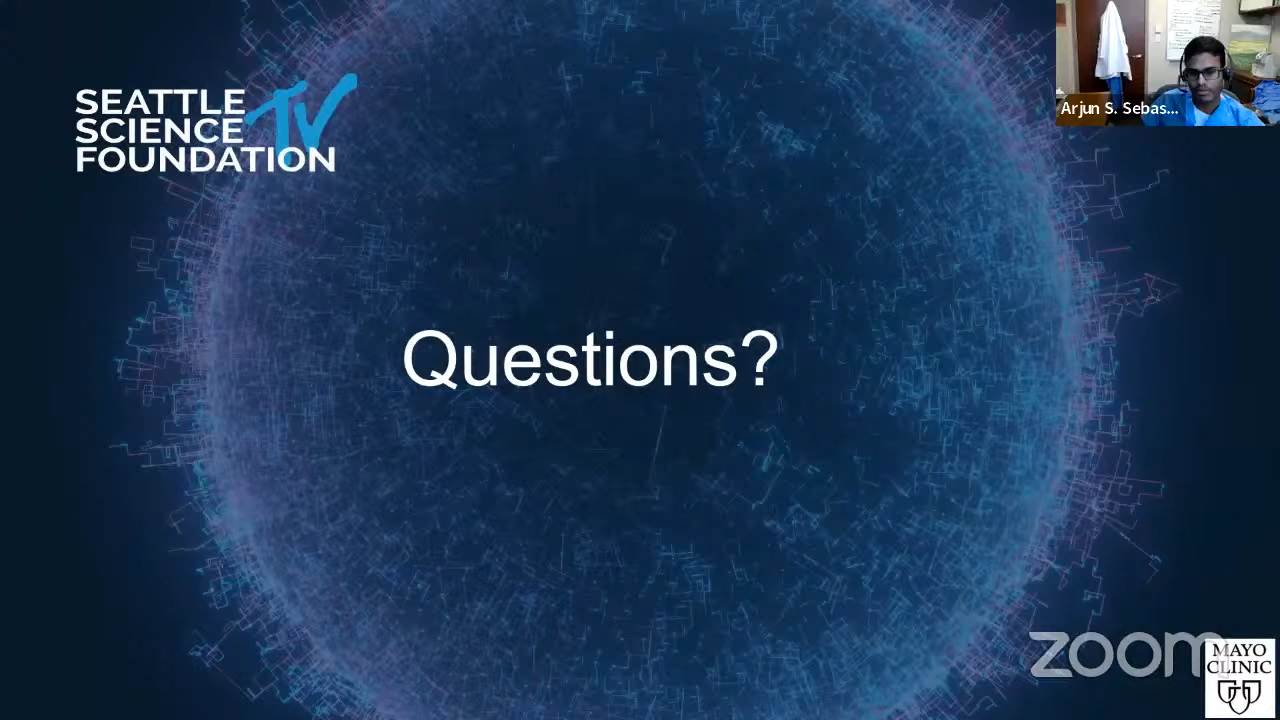 SEATTLE TV
SCIENCE
FOUNDATION
Arjun S. Sebas...
Questions?
zoom
MAYO
CLINIC